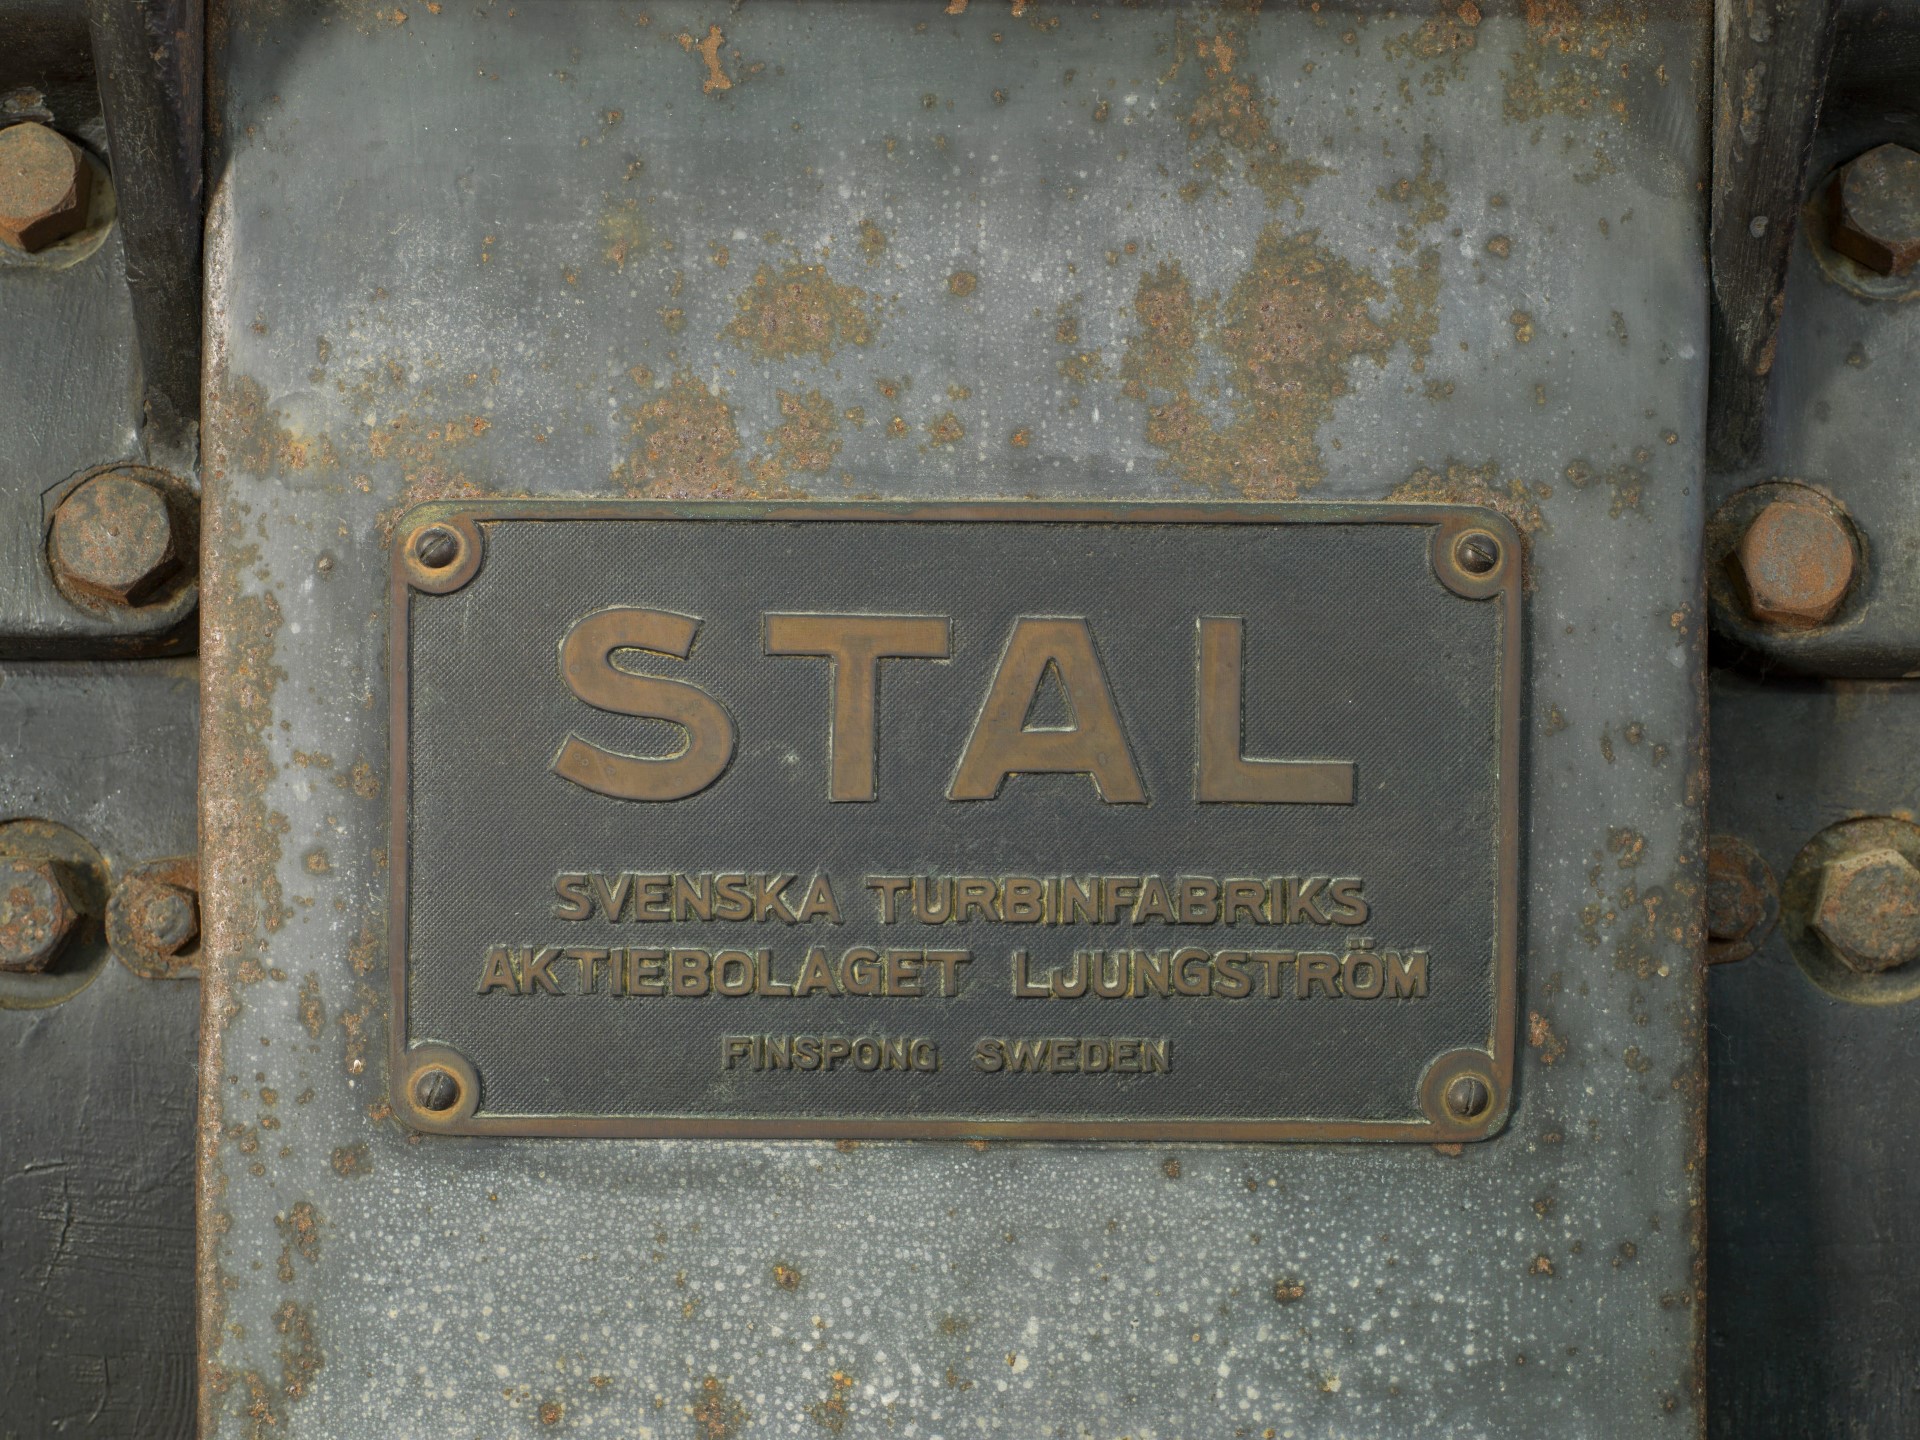 STAL
SVENSKA TURBINFABRIKS
AKTIEBOLAGET LJUNGSTRÖM
FINSPONG SWEDEN